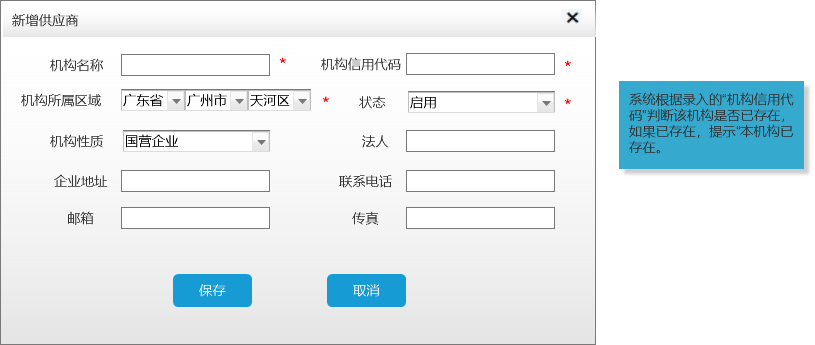 新增供应商
机构名称 * 机构信用代码 *
机构所属区域 广东省 广州市 天河区 * 状态 启用 *
机构性质 国营企业 法人
企业地址 联系电话
邮箱 传真
保存 取消
系统根据录入的“机构信用代
码”判断该机构是否已存在，
如果已存在，提示“本机构已
存在。